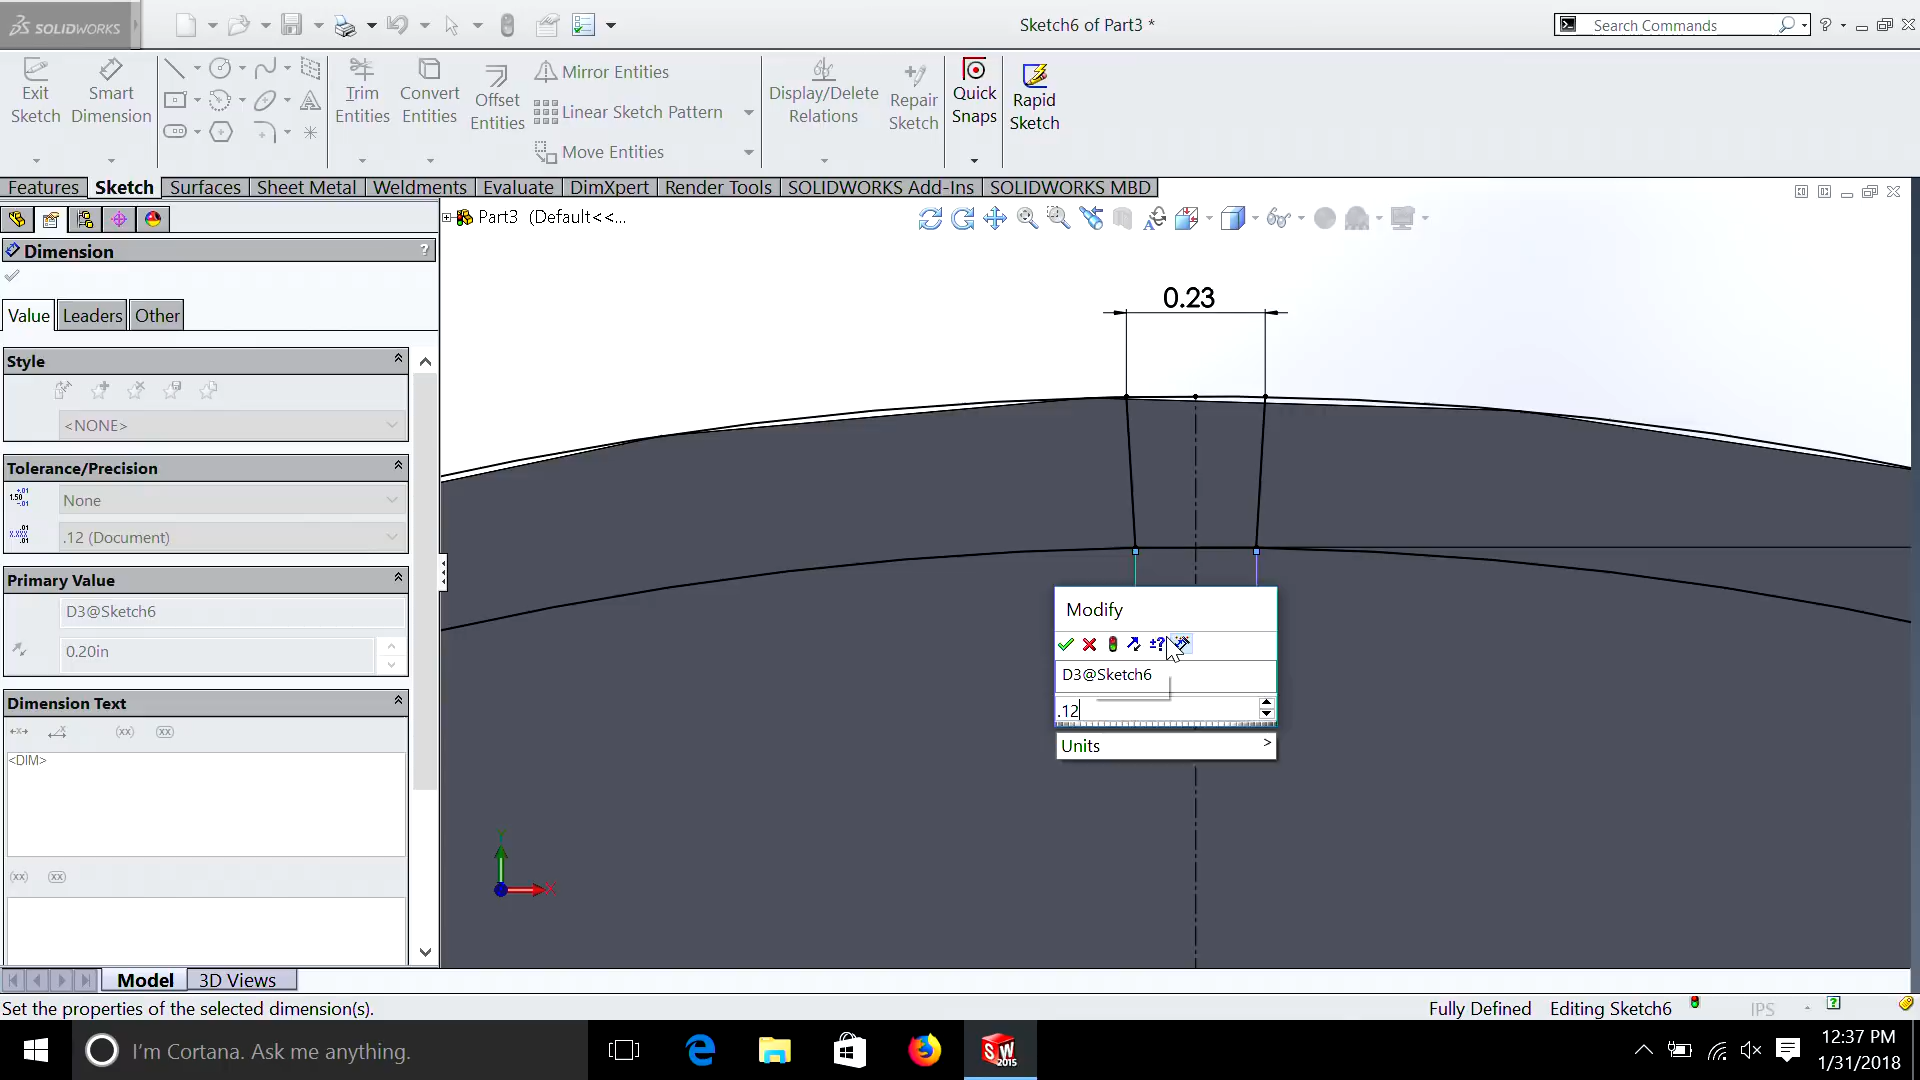 SOLIDWORKS
Sketch6 of Part3 *
Search Commands
?
Exit Sketch
Smart Dimension
Trim Entities
Convert Entities
Offset Entities
Mirror Entities
Linear Sketch Pattern
Move Entities
Display/Delete Relations
Repair Sketch
Quick Snaps
Rapid Sketch
Features
Sketch
Surfaces
Sheet Metal
Weldments
Evaluate
DimXpert
Render Tools
SOLIDWORKS Add-Ins
SOLIDWORKS MBD
Part3 (Default<<...
Dimension
?
Value
Leaders
Other
Style
<NONE>
Tolerance/Precision
None
.12 (Document)
Primary Value
D3@Sketch6
0.20in
Dimension Text
(xx)
<DIM>
(xx)
0.23
Modify
±?
D3@Sketch6
.12
Units >
Y
X
Model
3D Views
Set the properties of the selected dimension(s).
Fully Defined
Editing Sketch6
IPS
I'm Cortana. Ask me anything.
SW
2015
12:37 PM
1/31/2018